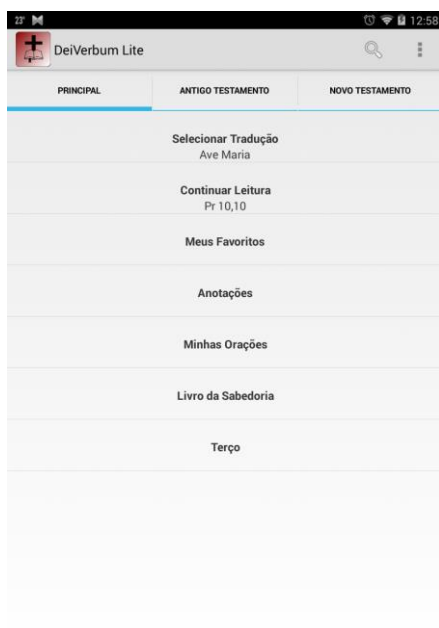 23° 12:58
DeiVerbum Lite
PRINCIPAL ANTIGO TESTAMENTO NOVO TESTAMENTO
Selecionar Tradução
Ave Maria
Continuar Leitura
Pr 10,10
Meus Favoritos
Anotações
Minhas Orações
Livro da Sabedoria
Terço